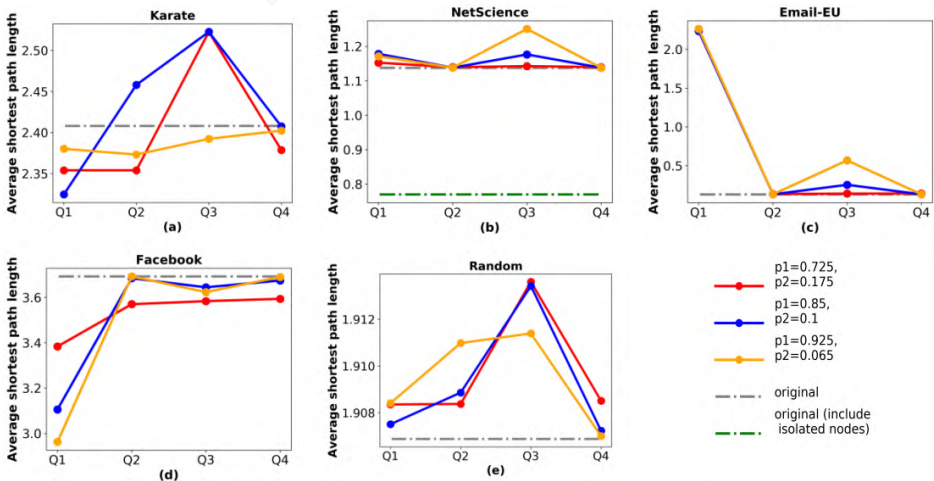 Karate
Average shortest path length
2.50
2.45
2.40
2.35
Q1 Q2 Q3 Q4
(a)
NetScience
Average shortest path length
1.2
1.1
1.0
0.9
0.8
Q1 Q2 Q3 Q4
(b)
Email-EU
Average shortest path length
2.0
1.5
1.0
0.5
Q1 Q2 Q3 Q4
(c)
Facebook
Average shortest path length
3.6
3.4
3.2
3.0
Q1 Q2 Q3 Q4
(d)
Random
Average shortest path length
1.912
1.910
1.908
Q1 Q2 Q3 Q4
(e)
p1=0.725,
p2=0.175
p1=0.85,
p2=0.1
p1=0.925,
p2=0.065
original
original (include
isolated nodes)